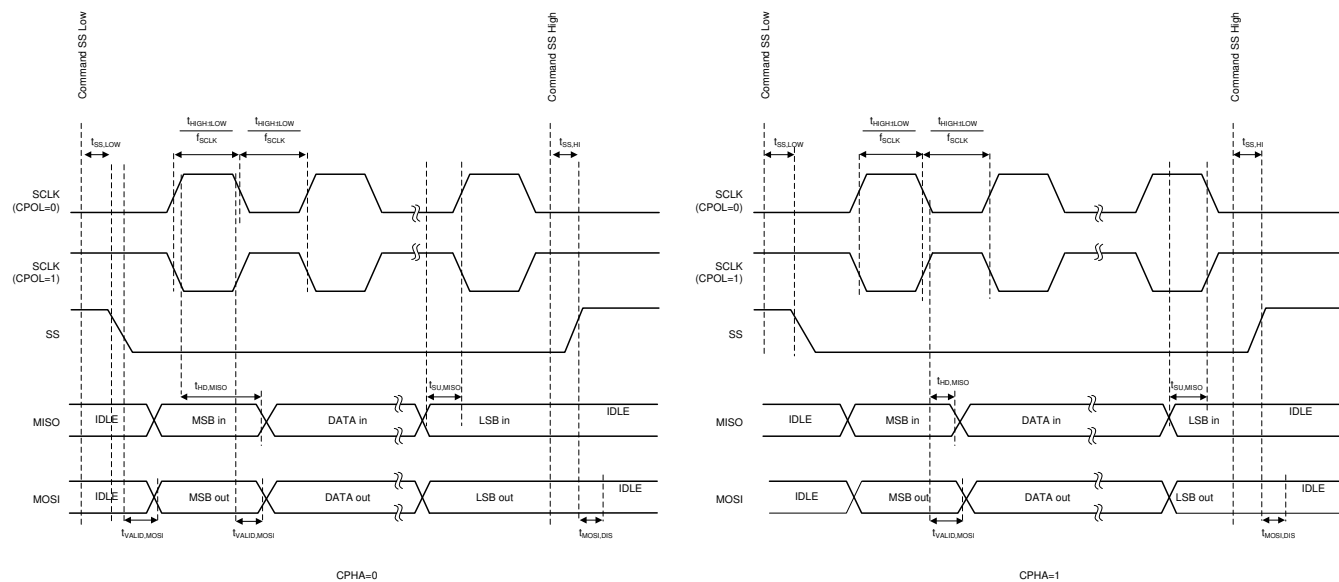 Command SS Low
Command SS High
tHIGH:tLOW
fSCLK
tHIGH:tLOW
fSCLK
tSS,LOW
tSS,HI
SCLK
(CPOL=0)
SCLK
(CPOL=1)
SS
tHD,MISO
tSU,MISO
MISO
IDLE
MSB in
DATA in
LSB in
IDLE
MOSI
IDLE
MSB out
DATA out
LSB out
IDLE
tVALID,MOSI
tVALID,MOSI
tMOSI,DIS
CPHA=0
Command SS Low
Command SS High
tHIGH:tLOW
fSCLK
tHIGH:tLOW
fSCLK
tSS,LOW
tSS,HI
SCLK
(CPOL=0)
SCLK
(CPOL=1)
SS
tHD,MISO
tSU,MISO
MISO
IDLE
MSB in
DATA in
LSB in
IDLE
MOSI
IDLE
MSB out
DATA out
LSB out
IDLE
tVALID,MOSI
tMOSI,DIS
CPHA=1